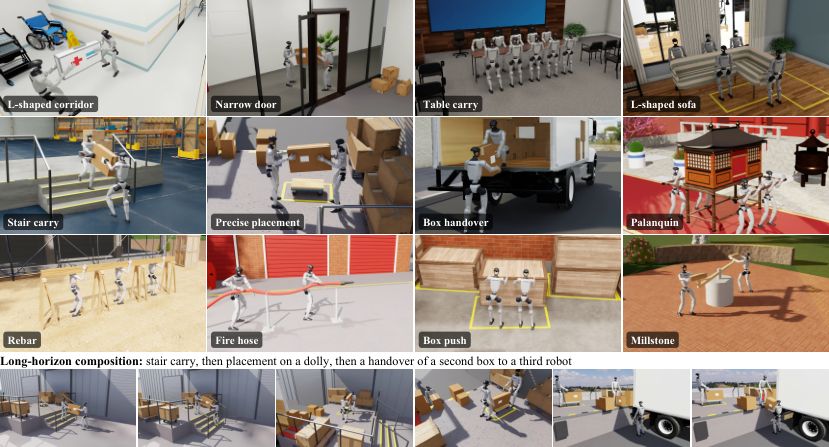 L-shaped corridor
Narrow door
Table carry
L-shaped sofa
Stair carry
Precise placement
Box handover
Palanquin
Rebar
Fire hose
Box push
Millstone
Long-horizon composition: stair carry, then placement on a dolly, then a handover of a second box to a third robot